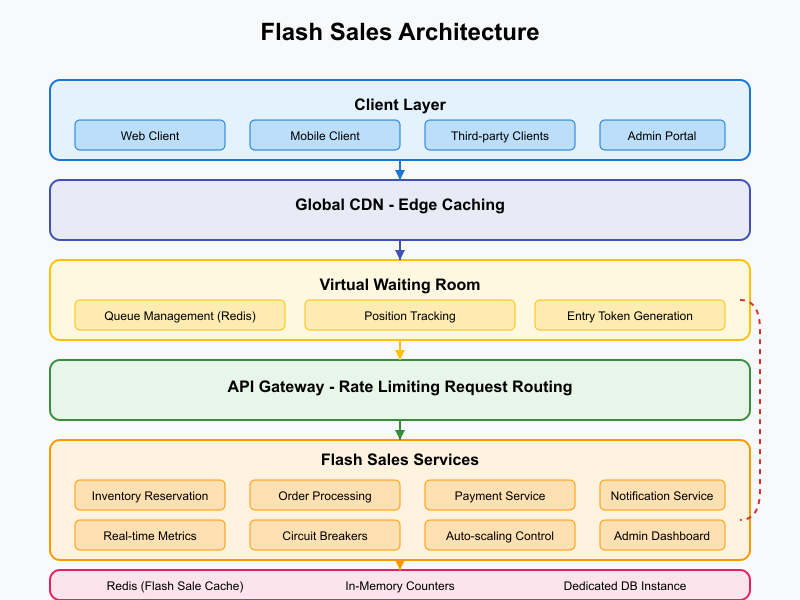 Flash Sales Architecture
Client Layer
Web Client
Mobile Client
Third-party Clients
Admin Portal
Global CDN - Edge Caching
Virtual Waiting Room
Queue Management (Redis)
Position Tracking
Entry Token Generation
API Gateway - Rate Limiting Request Routing
Flash Sales Services
Inventory Reservation
Order Processing
Payment Service
Notification Service
Real-time Metrics
Circuit Breakers
Auto-scaling Control
Admin Dashboard
Redis (Flash Sale Cache)
In-Memory Counters
Dedicated DB Instance